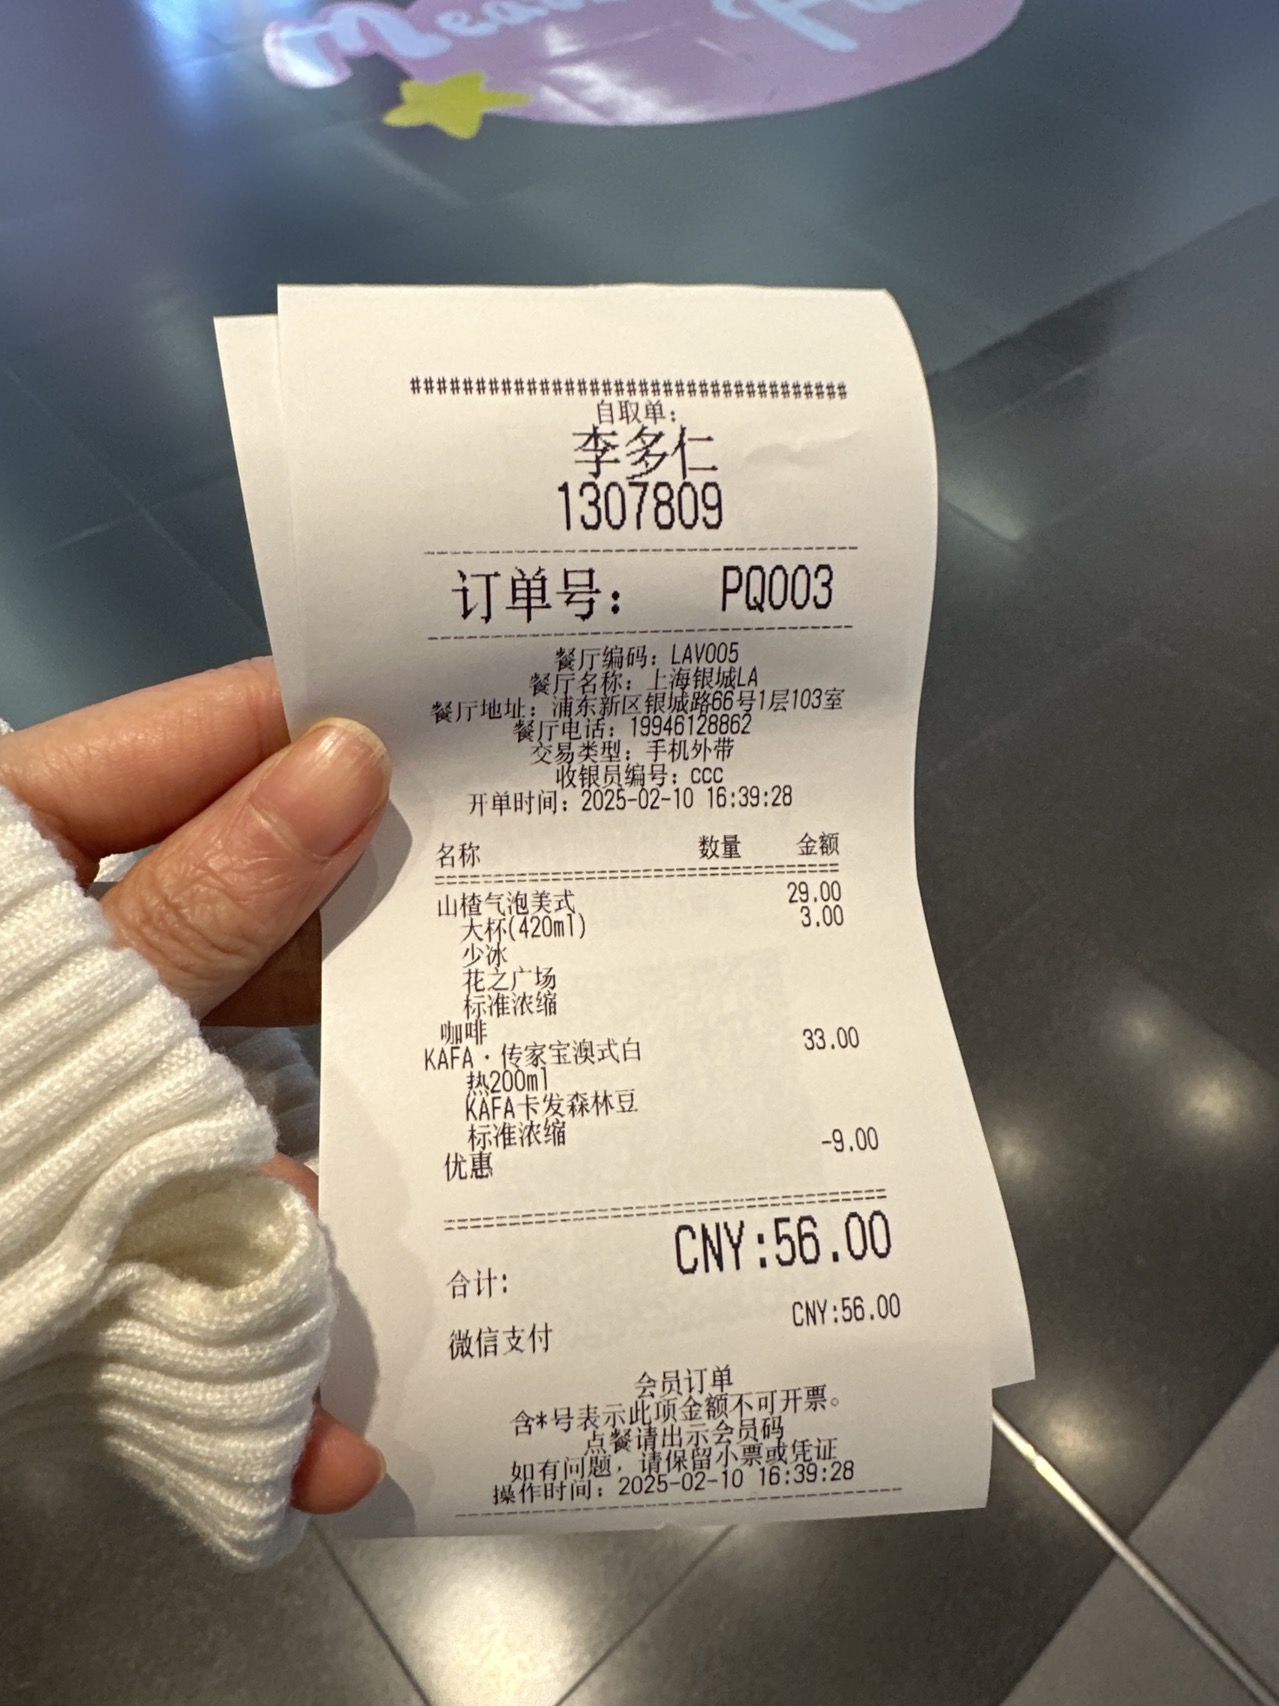 ##################################
自取单:
李多仁
1307809
订单号: PQ003
餐厅编码: LAV005
餐厅名称: 上海银城LA
餐厅地址: 浦东新区银城路66号1层103室
餐厅电话: 19946128862
交易类型: 手机外带
收银员编号: ccc
开单时间: 2025-02-10 16:39:28
名称 数量 金额
山楂气泡美式 29.00
大杯(420ml) 3.00
少冰
花之广场
标准浓缩
咖啡
KAFA·传家宝澳式白 33.00
热200ml
KAFA卡发森林豆
标准浓缩
优惠 -9.00
合计: CNY:56.00
微信支付 CNY:56.00
会员订单
含*号表示此项金额不可开票。
点餐请出示会员码
如有问题, 请保留小票或凭证
操作时间: 2025-02-10 16:39:28